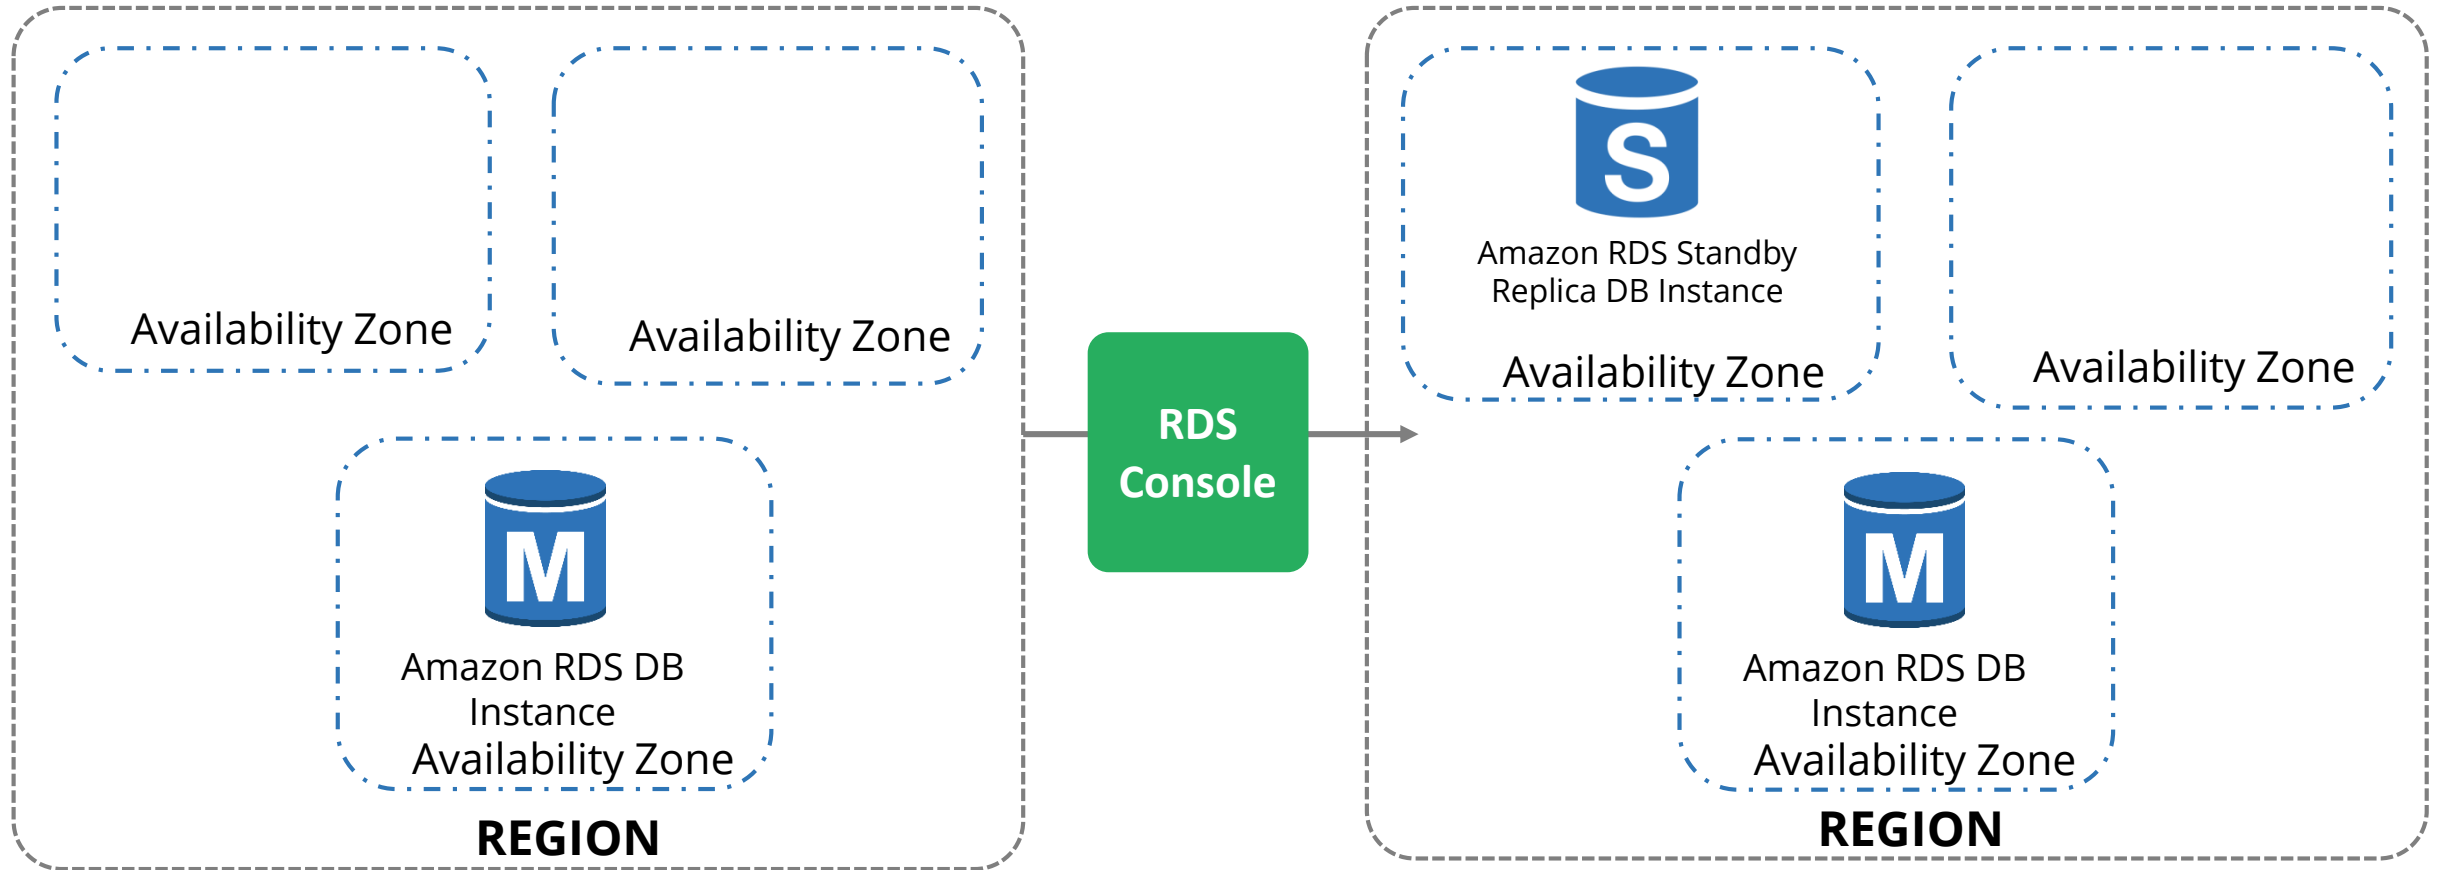 Availability Zone
Availability Zone
M
Amazon RDS DB
Instance
Availability Zone
REGION
RDS
Console
S
Amazon RDS Standby
Replica DB Instance
Availability Zone
Availability Zone
M
Amazon RDS DB
Instance
Availability Zone
REGION